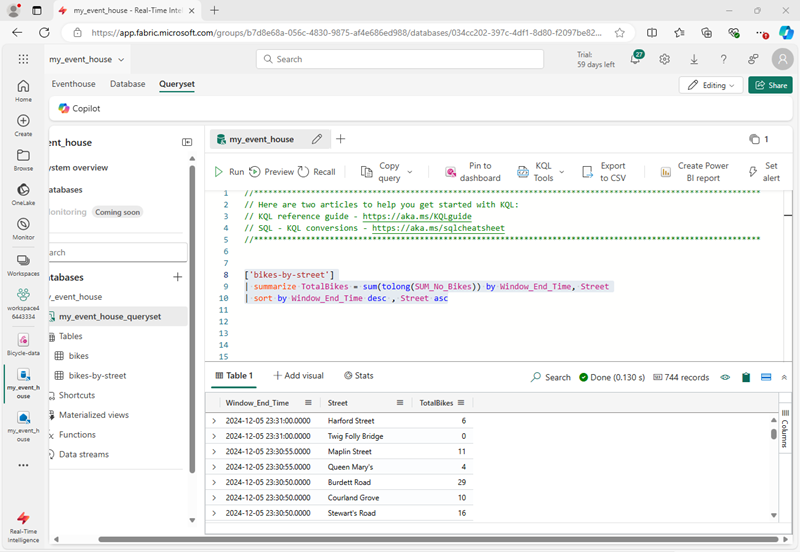 my_event_house - Real-Time Intelli
https://app.fabric.microsoft.com/groups/b7d8e68a-056c-4830-9875-af4e686ed988/databases/034cc202-397c-4df1-8d80-f2097be82...
my_event_house
Search
Trial:
59 days left
27
Home
Create
Browse
OneLake
Monitor
Workspaces
workspace4
6443334
Bicycle-data
my_event_h
ouse
my_event_h
ouse
Real-Time
Intelligence
Eventhouse
Database
Queryset
Editing
Share
Copilot
ent_house
ystem overview
atabases
onitoring
Coming soon
arch
atabases
y_event_house
my_event_house_queryset
Tables
bikes
bikes-by-street
Shortcuts
Materialized views
Functions
Data streams
my_event_house
1
Run
Preview
Recall
Copy
query
Pin to
dashboard
KQL
Tools
Export
to CSV
Create Power
BI report
Set
alert
1
2 // Here are two articles to help you get started with KQL:
3 // KQL reference guide - https://aka.ms/KQLguide
4 // SQL - KQL conversions - https://aka.ms/sqlcheatsheet
5
6
7
8 ['bikes-by-street']
9 | summarize TotalBikes = sum(tolong(SUM_No_Bikes)) by Window_End_Time, Street
10 | sort by Window_End_Time desc , Street asc
11
12
13
14
15
Table 1
Add visual
Stats
Search
Done (0.130 s)
744 records
Window_End_Time Street TotalBikes
2024-12-05 23:31:00.0000 Harford Street 6
2024-12-05 23:31:00.0000 Twig Folly Bridge 0
2024-12-05 23:30:55.0000 Maplin Street 11
2024-12-05 23:30:55.0000 Queen Mary's 4
2024-12-05 23:30:50.0000 Burdett Road 29
2024-12-05 23:30:50.0000 Courland Grove 10
2024-12-05 23:30:50.0000 Stewart's Road 16
Columns